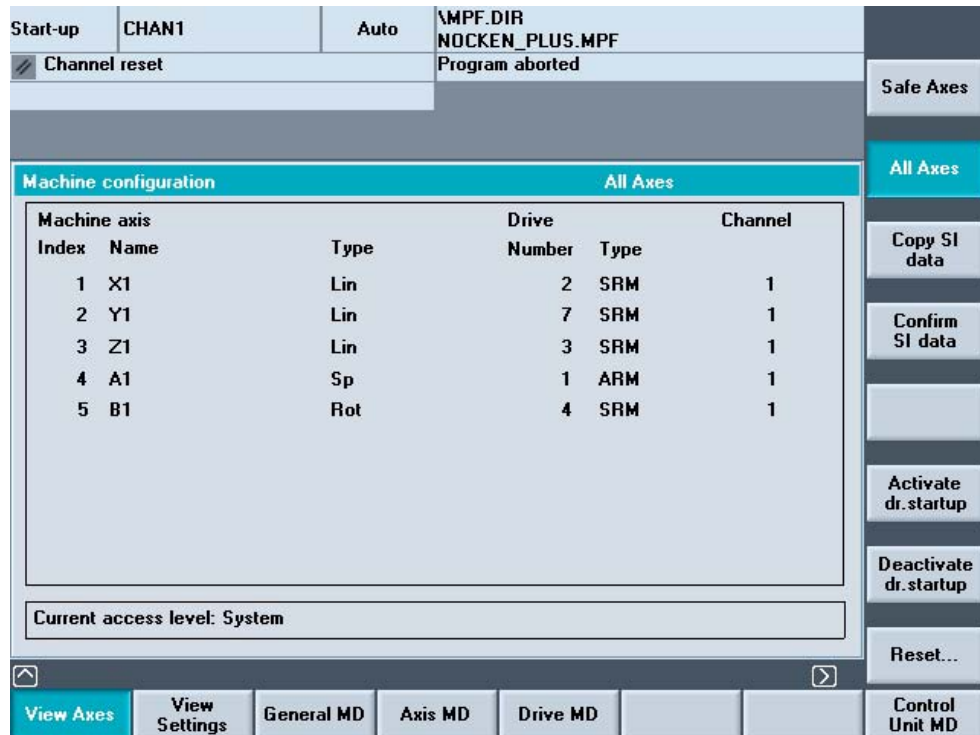 Start-up CHAN1 Auto \MPF.DIR
NOCKEN_PLUS.MPF
Channel reset Program aborted
Safe Axes
All Axes
Copy SI
data
Confirm
SI data
Activate
dr.startup
Deactivate
dr.startup
Reset...
Machine configuration All Axes
Machine axis Drive Channel
Index Name Type Number Type
1 X1 Lin 2 SRM 1
2 Y1 Lin 7 SRM 1
3 Z1 Lin 3 SRM 1
4 A1 Sp 1 ARM 1
5 B1 Rot 4 SRM 1
Current access level: System
View Axes
View
Settings
General MD
Axis MD
Drive MD
Control
Unit MD